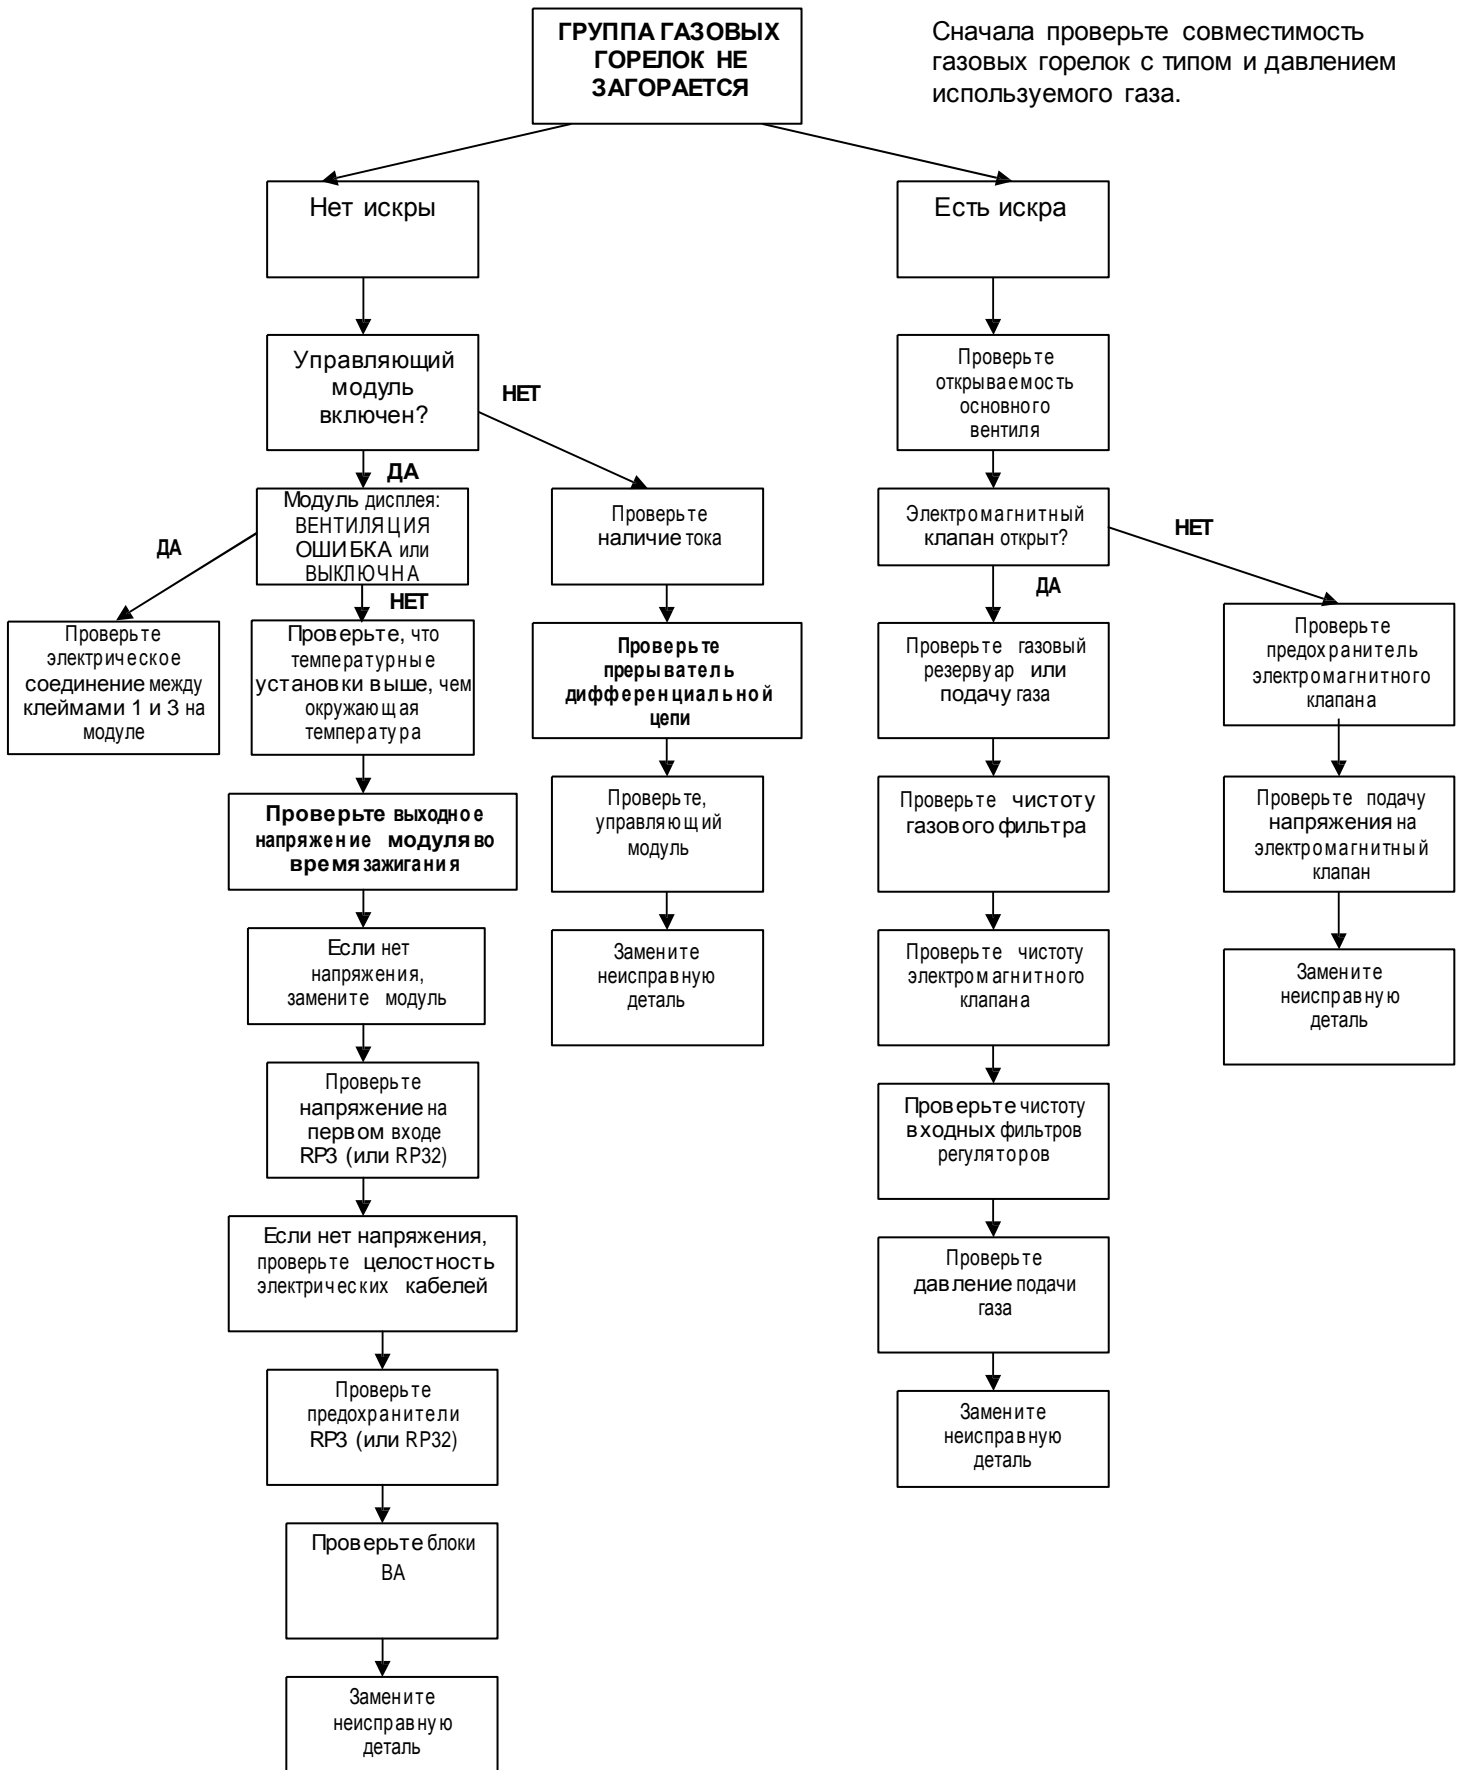 ГРУППА ГАЗОВЫХ
ГОРЕЛОК НЕ
ЗАГОРАЕТСЯ
Сначала проверьте совместимость
газовых горелок с типом и давлением
используемого газа.
Нет искры
Есть искра
Управляющий
модуль
включен?
НЕТ
Проверьте
открываемость
основного
вентиля
ДА
Модуль дисплея:
ВЕНТИЛЯЦИЯ
ОШИБКА или
ВЫКЛЮЧНА
ДА
НЕТ
Проверьте
наличие тока
Электромагнитный
клапан открыт?
НЕТ
ДА
Проверьте
электрическое
соединение между
клеймами 1 и 3 на
модуле
Проверьте, что
температурные
установки выше, чем
окружающая
температура
Проверьте
прерыватель
дифференциальной
цепи
Проверьте газовый
резервуар или
подачу газа
Проверьте
предохранитель
электромагнитного
клапана
Проверьте выходное
напряжение модуля во
время зажигания
Проверьте,
управляющий
модуль
Проверьте чистоту
газового фильтра
Проверьте подачу
напряжения на
электромагнитный
клапан
Если нет
напряжения,
замените модуль
Замените
неисправную
деталь
Проверьте чистоту
электромагнитного
клапана
Замените
неисправную
деталь
Проверьте
напряжение на
первом входе
RP3 (или RP32)
Проверьте чистоту
входных фильтров
регуляторов
Если нет напряжения,
проверьте целостность
электрических кабелей
Проверьте
давление подачи
газа
Проверьте
предохранители
RP3 (или RP32)
Замените
неисправную
деталь
Проверьте блоки
ВА
Замените
неисправную
деталь